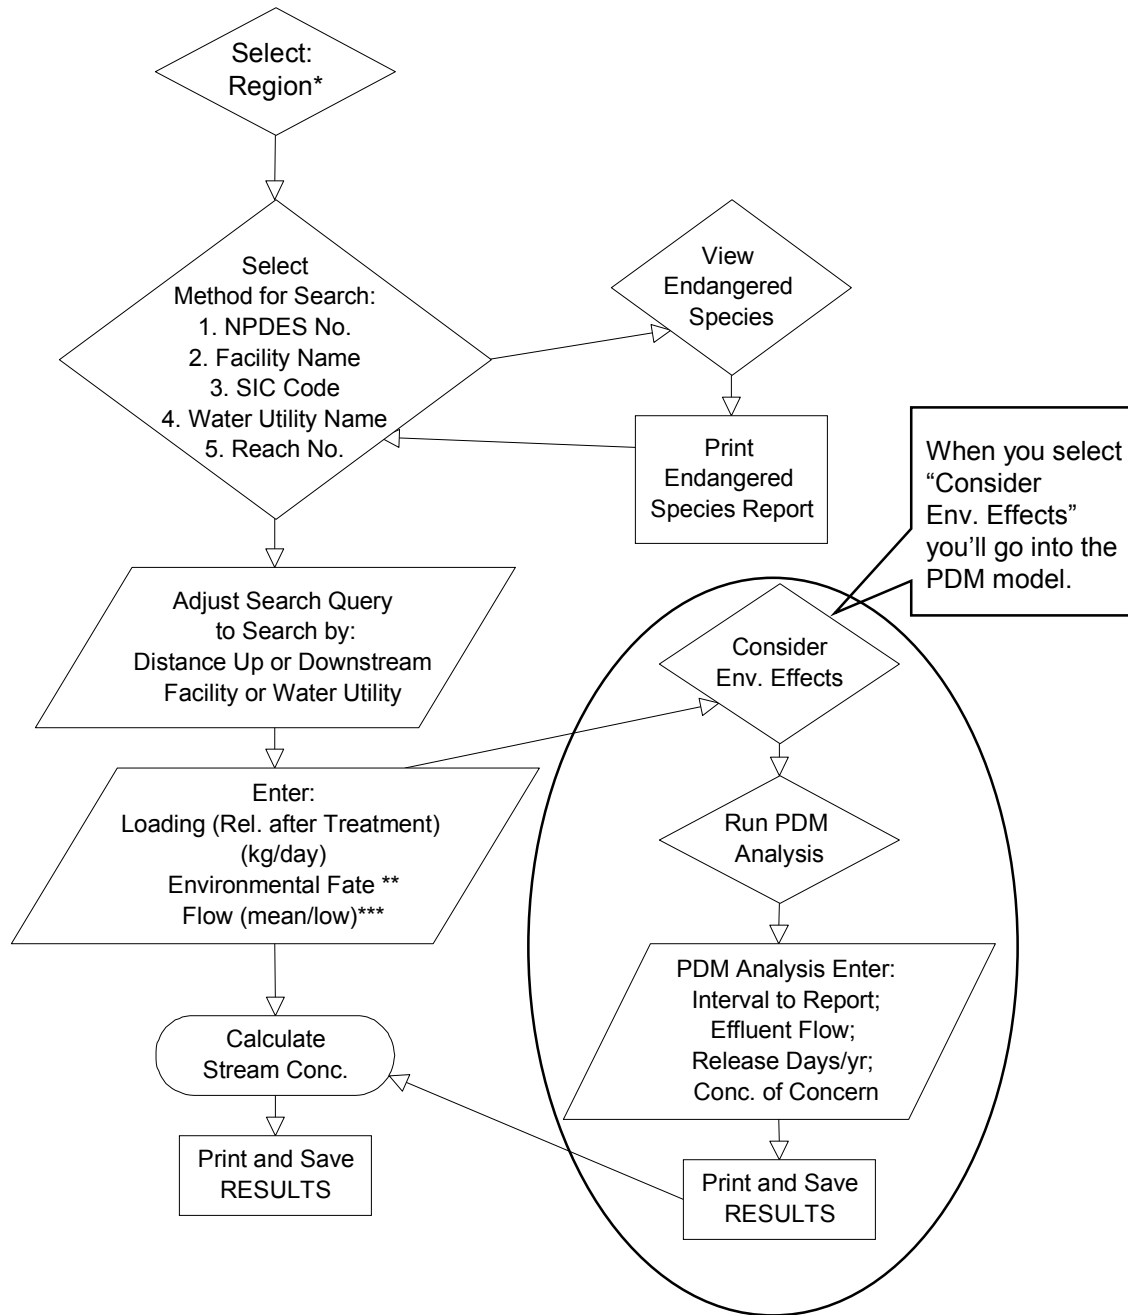 Select:
Region*
Select
Method for Search:
1. NPDES No.
2. Facility Name
3. SIC Code
4. Water Utility Name
5. Reach No.
View
Endangered
Species
Print
Endangered
Species Report
When you select
“Consider
Env. Effects”
you’ll go into the
PDM model.
Adjust Search Query
to Search by:
Distance Up or Downstream
Facility or Water Utility
Consider
Env. Effects
Enter:
Loading (Rel. after Treatment)
(kg/day)
Environmental Fate **
Flow (mean/low)***
Run PDM
Analysis
PDM Analysis Enter:
Interval to Report;
Effluent Flow;
Release Days/yr;
Conc. of Concern
Calculate
Stream Conc.
Print and Save
RESULTS
Print and Save
RESULTS